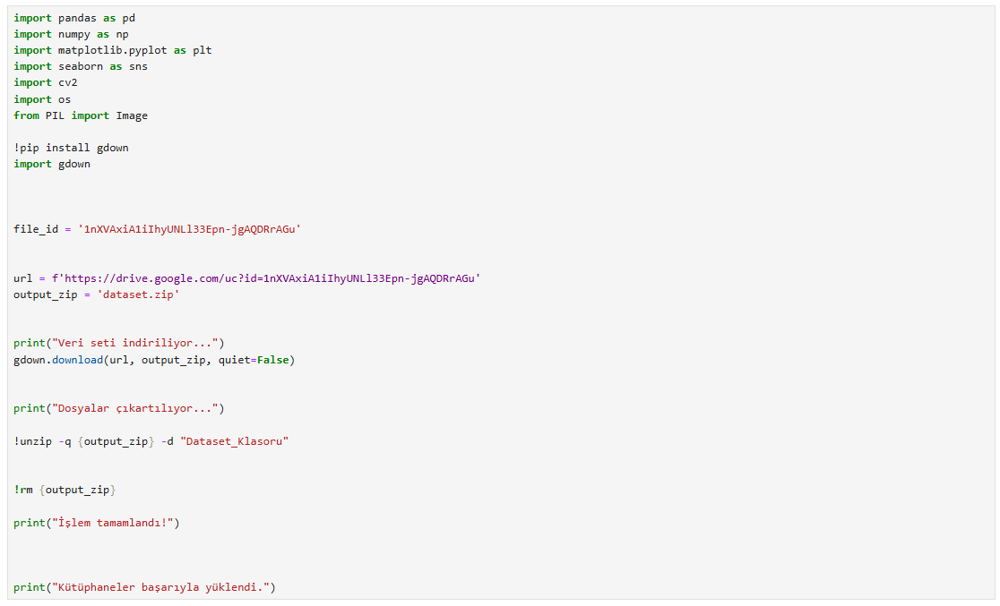 import pandas as pd
import numpy as np
import matplotlib.pyplot as plt
import seaborn as sns
import cv2
import os
from PIL import Image
!pip install gdown
import gdown
file_id = '1nXVAxiA1iIhyUNLl33Epn-jgAQDRrAGu'
url = f'https://drive.google.com/uc?id=1nXVAxiA1iIhyUNLl33Epn-jgAQDRrAGu'
output_zip = 'dataset.zip'
print("Veri seti indiriliyor...")
gdown.download(url, output_zip, quiet=False)
print("Dosyalar çıkartılıyor...")
!unzip -q {output_zip} -d "Dataset_Klasoru"
!rm {output_zip}
print("İşlem tamamlandı!")
print("Kütüphaneler başarıyla yüklendi.")